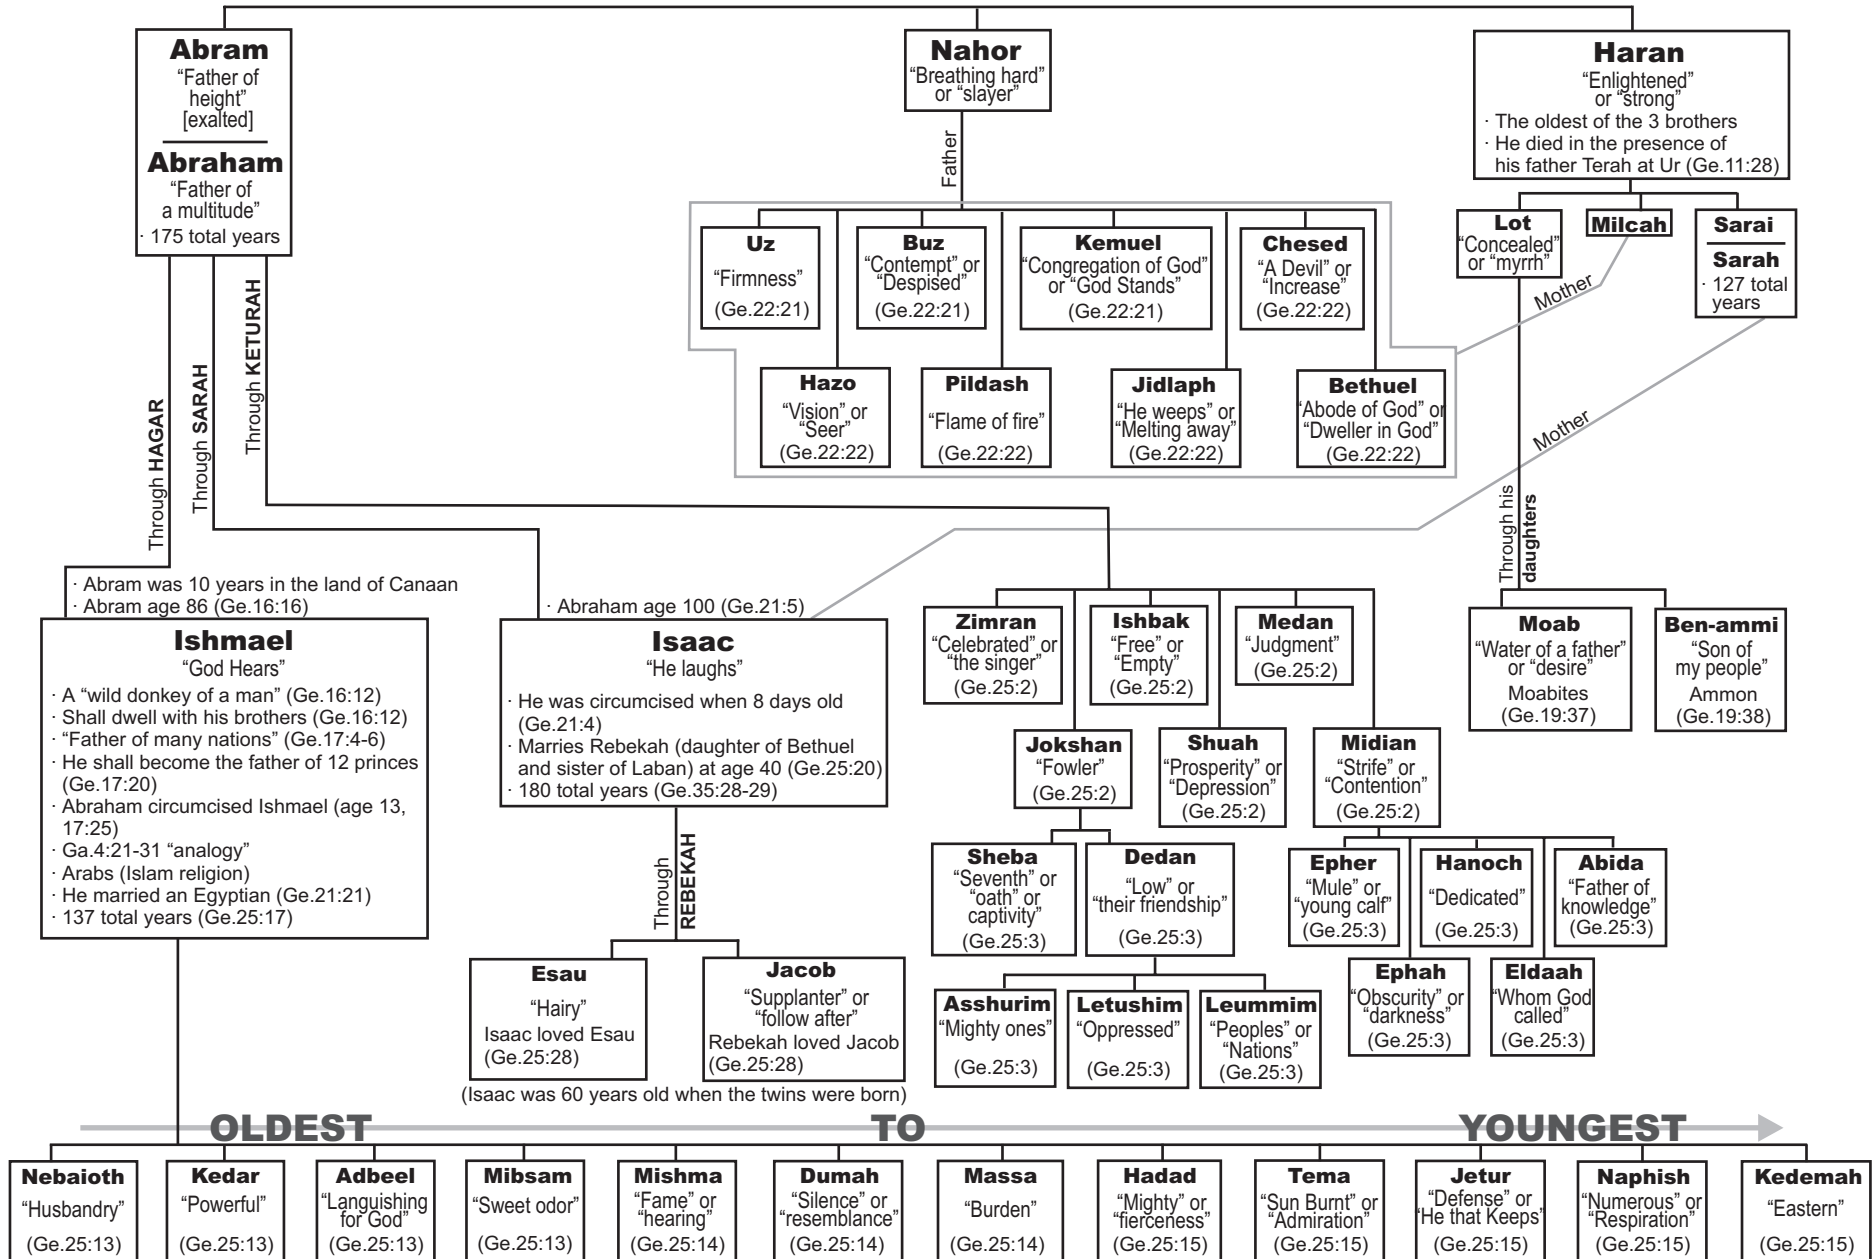 Abram
“Father of
height”
[exalted]
Abraham
“Father of
a multitude”
· 175 total years
Nahor
“Breathing hard”
or “slayer”
Haran
“Enlightened”
or “strong”
· The oldest of the 3 brothers
· He died in the presence of
his father Terah at Ur (Ge.11:28)
Father
Lot
“Concealed”
or “myrrh”
Milcah
Sarai
Sarah
· 127 total
years
Mother
Mother
Uz
“Firmness”
(Ge.22:21)
Buz
“Contempt” or
“Despised”
(Ge.22:21)
Kemuel
“Congregation of God”
or “God Stands”
(Ge.22:21)
Chesed
“A Devil” or
“Increase”
(Ge.22:22)
Hazo
“Vision” or
“Seer”
(Ge.22:22)
Pildash
“Flame of fire”
(Ge.22:22)
Jidlaph
“He weeps” or
“Melting away”
(Ge.22:22)
Bethuel
“Abode of God” or
“Dweller in God”
(Ge.22:22)
Through HAGAR
Through SARAH
Through KETURAH
Through his
daughters
· Abram was 10 years in the land of Canaan
· Abram age 86 (Ge.16:16)
Ishmael
“God Hears”
· A “wild donkey of a man” (Ge.16:12)
· Shall dwell with his brothers (Ge.16:12)
· “Father of many nations” (Ge.17:4-6)
· He shall become the father of 12 princes
(Ge.17:20)
· Abraham circumcised Ishmael (age 13,
17:25)
· Ga.4:21-31 “analogy”
· Arabs (Islam religion)
· He married an Egyptian (Ge.21:21)
· 137 total years (Ge.25:17)
· Abraham age 100 (Ge.21:5)
Isaac
“He laughs”
· He was circumcised when 8 days old
(Ge.21:4)
· Marries Rebekah (daughter of Bethuel
and sister of Laban) at age 40 (Ge.25:20)
· 180 total years (Ge.35:28-29)
Through
REBEKAH
Esau
“Hairy”
Isaac loved Esau
(Ge.25:28)
Jacob
“Supplanter” or
“follow after”
Rebekah loved Jacob
(Ge.25:28)
(Isaac was 60 years old when the twins were born)
Zimran
“Celebrated” or
“the singer”
(Ge.25:2)
Ishbak
“Free” or
“Empty”
(Ge.25:2)
Medan
“Judgment”
(Ge.25:2)
Jokshan
“Fowler”
(Ge.25:2)
Shuah
“Prosperity” or
“Depression”
(Ge.25:2)
Midian
“Strife” or
“Contention”
(Ge.25:2)
Moab
“Water of a father”
or “desire”
Moabites
(Ge.19:37)
Ben-ammi
“Son of
my people”
Ammon
(Ge.19:38)
Sheba
“Seventh” or
“oath” or
captivity”
(Ge.25:3)
Dedan
“Low” or
“their friendship”
(Ge.25:3)
Epher
“Mule” or
“young calf”
(Ge.25:3)
Hanoch
“Dedicated”
(Ge.25:3)
Abida
“Father of
knowledge”
(Ge.25:3)
Asshurim
“Mighty ones”
(Ge.25:3)
Letushim
“Oppressed”
(Ge.25:3)
Leummim
“Peoples” or
“Nations”
(Ge.25:3)
Ephah
“Obscurity” or
“darkness”
(Ge.25:3)
Eldaah
“Whom God
called”
(Ge.25:3)
OLDEST TO YOUNGEST
Nebaioth
“Husbandry”
(Ge.25:13)
Kedar
“Powerful”
(Ge.25:13)
Adbeel
“Languishing
for God”
(Ge.25:13)
Mibsam
“Sweet odor”
(Ge.25:13)
Mishma
“Fame” or
“hearing”
(Ge.25:14)
Dumah
“Silence” or
“resemblance”
(Ge.25:14)
Massa
“Burden”
(Ge.25:14)
Hadad
“Mighty” or
“fierceness”
(Ge.25:15)
Tema
“Sun Burnt” or
“Admiration”
(Ge.25:15)
Jetur
“Defense” or
“He that Keeps”
(Ge.25:15)
Naphish
“Numerous” or
“Respiration”
(Ge.25:15)
Kedemah
“Eastern”
(Ge.25:15)